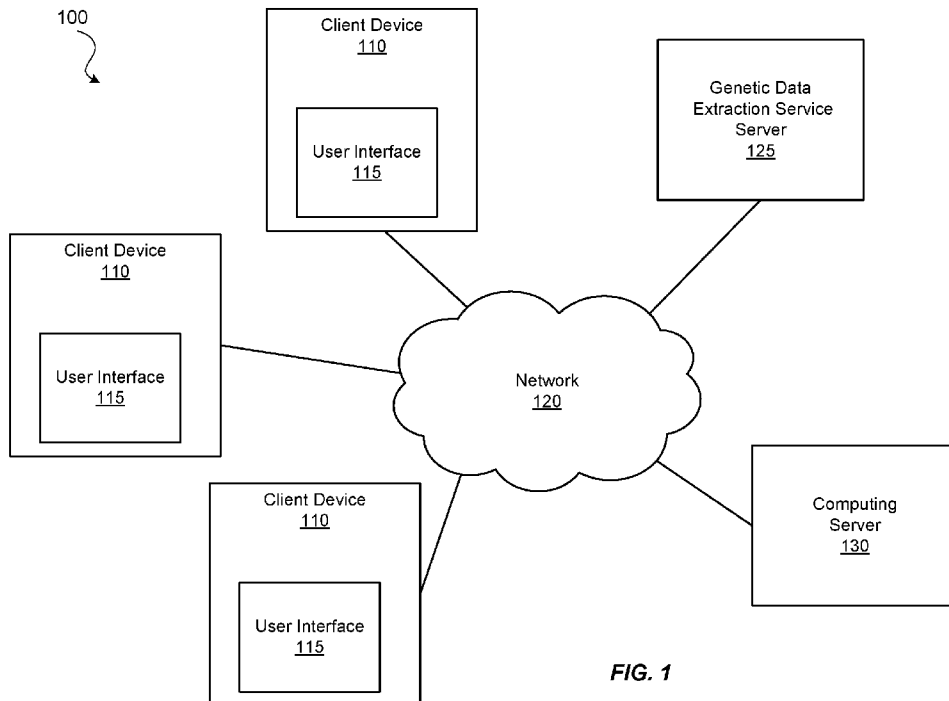 100
Client Device
110
User Interface
115
Genetic Data
Extraction Service
Server
125
Client Device
110
User Interface
115
Network
120
Client Device
110
User Interface
115
Computing
Server
130
FIG. 1